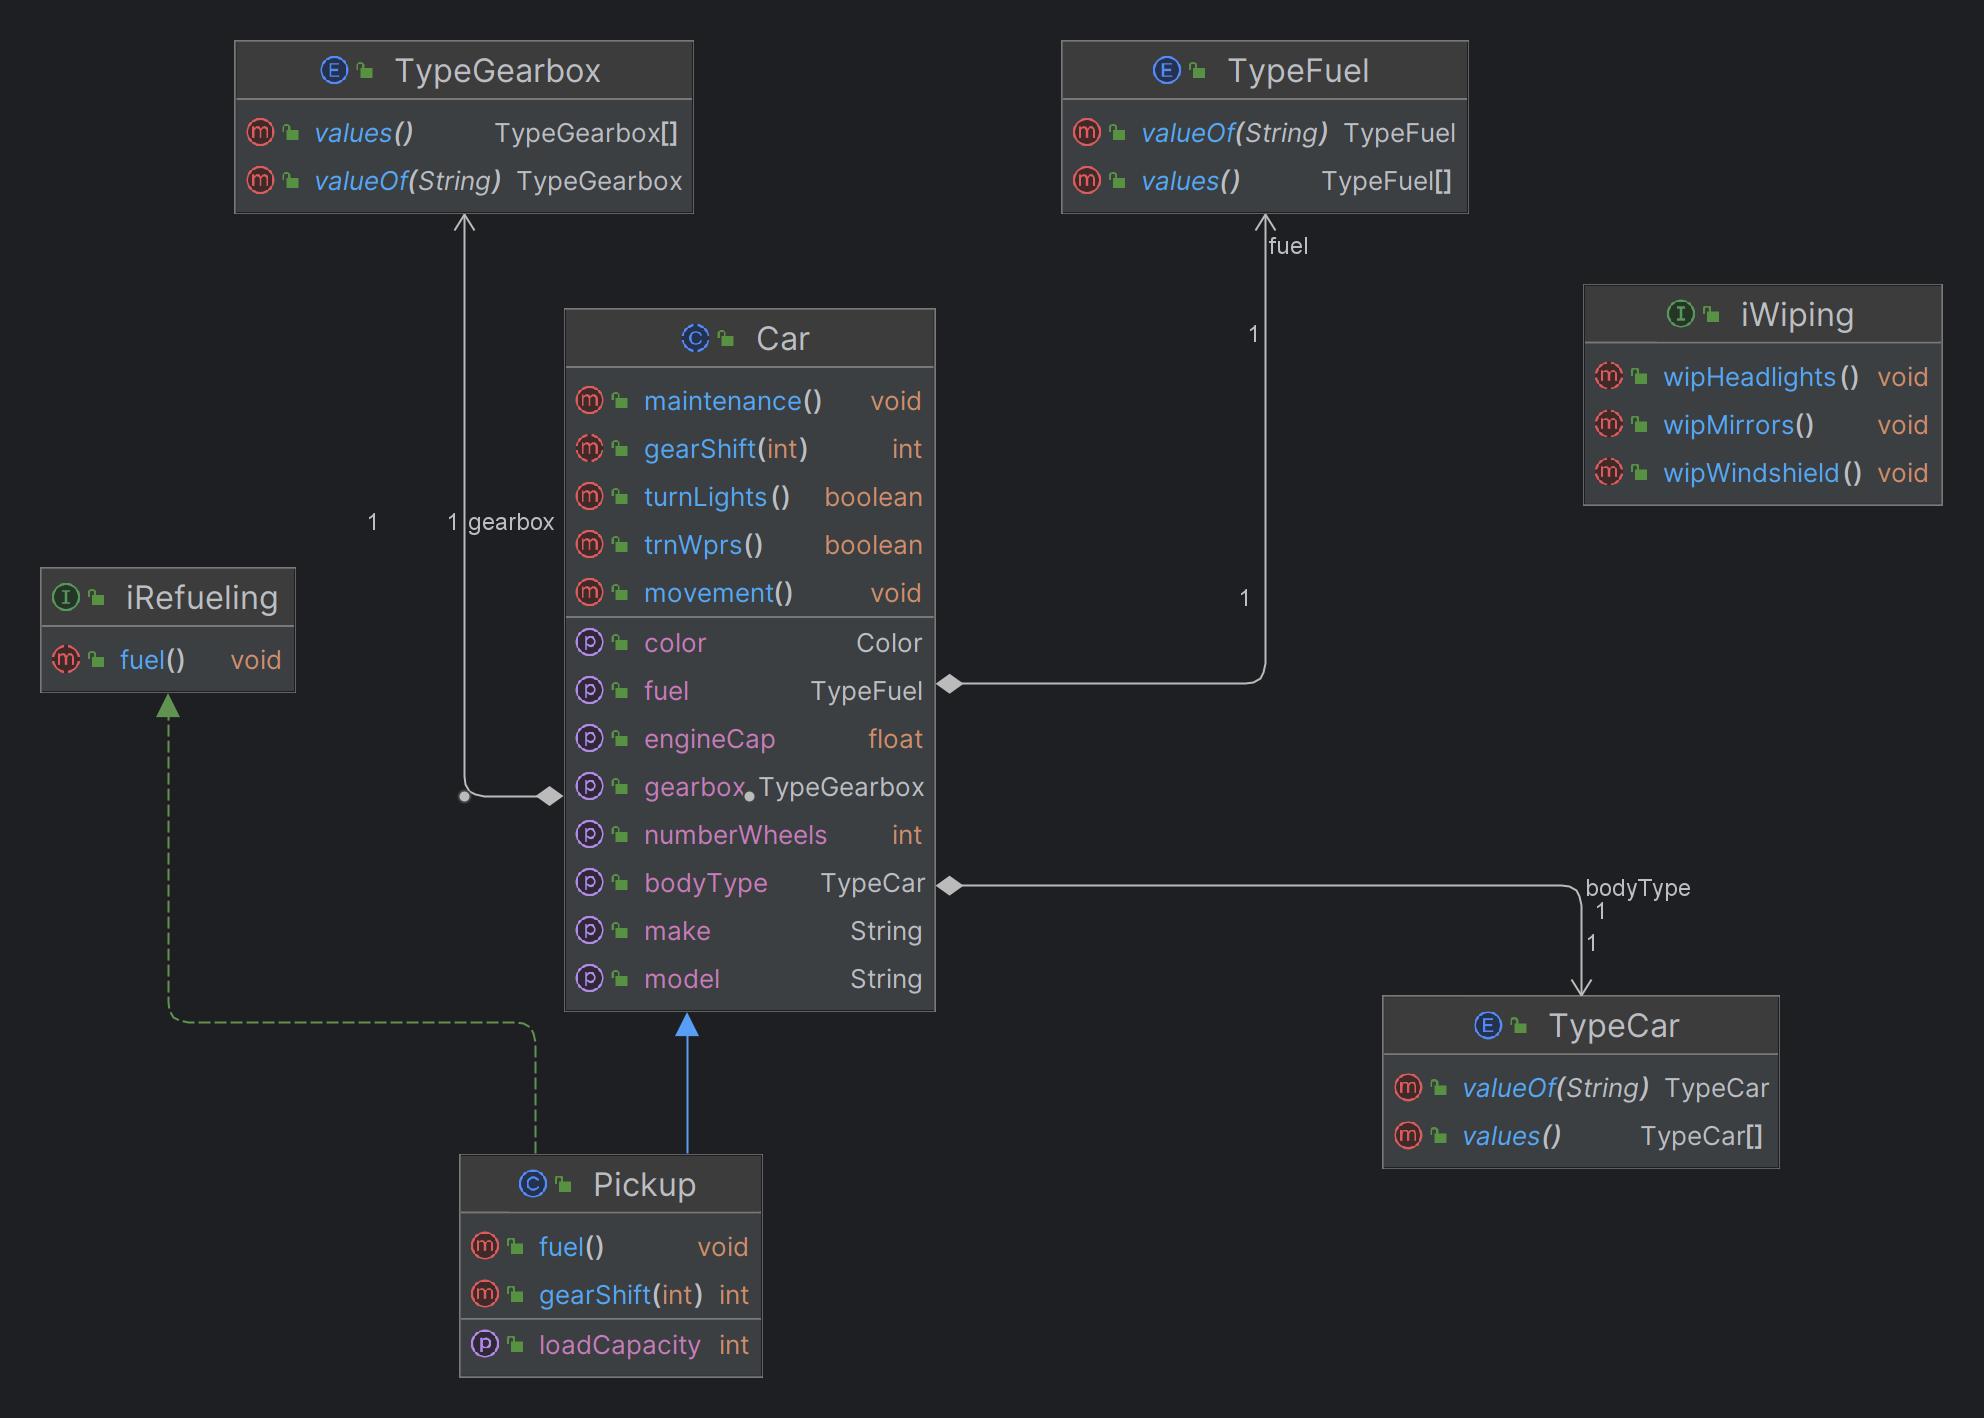 TypeGearbox
values() TypeGearbox[]
valueOf(String) TypeGearbox
TypeFuel
valueOf(String) TypeFuel
values() TypeFuel[]
fuel
1
1
iWiping
wipHeadlights() void
wipMirrors() void
wipWindshield() void
Car
maintenance() void
gearShift(int) int
turnLights() boolean
trnWprs() boolean
movement() void
color Color
fuel TypeFuel
engineCap float
gearbox TypeGearbox
numberWheels int
bodyType TypeCar
make String
model String
1
1 gearbox
iRefueling
fuel() void
bodyType
1
1
TypeCar
valueOf(String) TypeCar
values() TypeCar[]
Pickup
fuel() void
gearShift(int) int
loadCapacity int